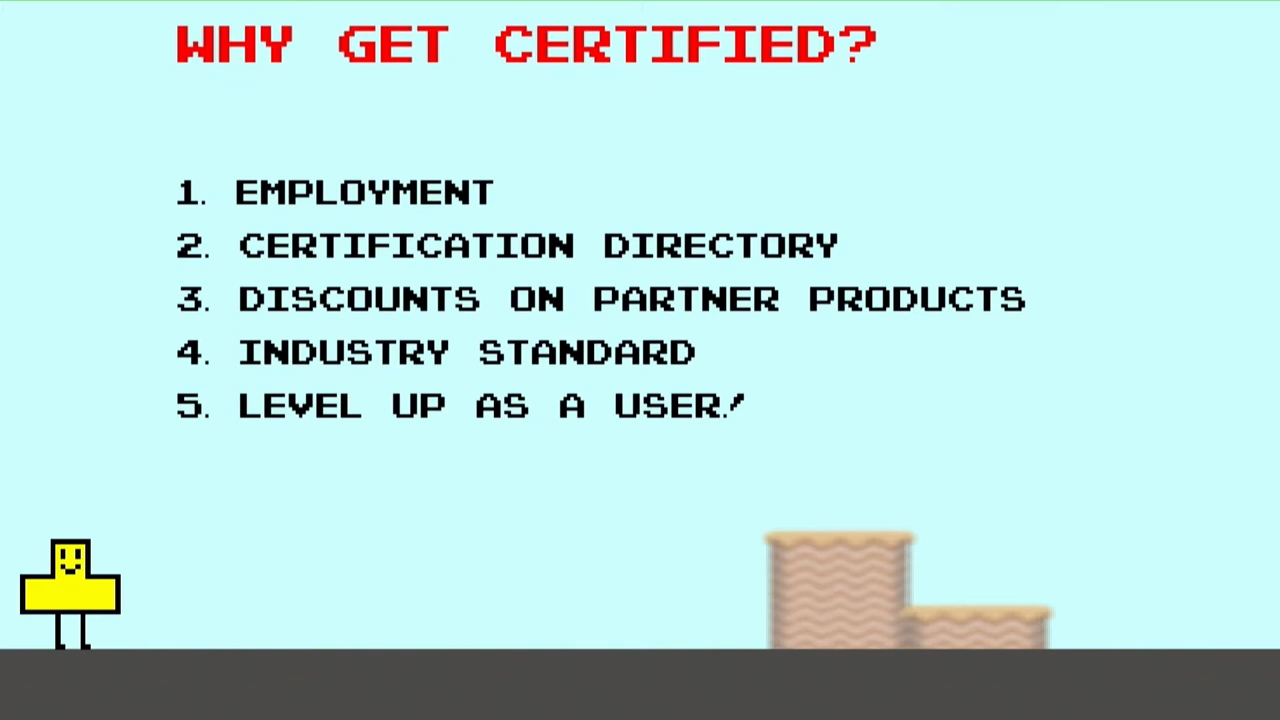 WHY GET CERTIFIED?
1. EMPLOYMENT
2. CERTIFICATION DIRECTORY
3. DISCOUNTS ON PARTNER PRODUCTS
4. INDUSTRY STANDARD
5. LEVEL UP AS A USER!